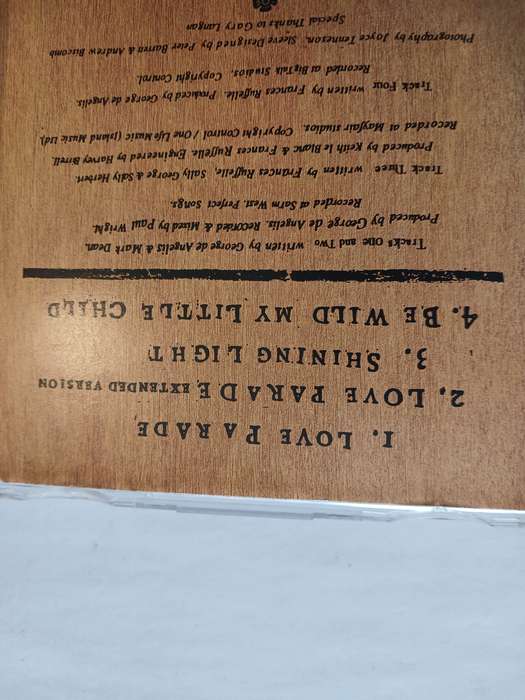 1. LOVE PARADE
2. LOVE PARADE EXTENDED VERSION
3. SHINING LIGHT
4. BE WILD MY LITTLE CHILD
Tracks one and Two written by George de Angelis & Mark Dean.
Produced by George de Angelis. Recorded & Mixed by Paul Wright
Recorded at Sarm West. Perfect Songs.
Track Three written by Frances Ruffelle, Sally George & Sally Herbert.
Produced by Keith le Blanc & Frances Ruffelle. Engineered by Harvey Birrell.
Recorded at Mayfair studios. Copyright Control / One Life Music (Island Music Ltd)
Track Four written by Frances Ruffelle. Produced by George de Angelis
Recorded at BigTalk Studios. Copyright Control.
Photography by Joyce Tenneson. Sleeve Designed by Peter Barrett & Andrew Biscomb
Special Thanks to Gary Langan